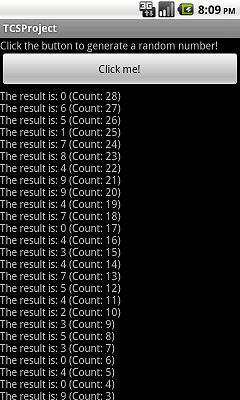 3G
8:09 PM
TCSProject
Click the button to generate a random number!
Click me!
The result is: 0 (Count: 28)
The result is: 6 (Count: 27)
The result is: 5 (Count: 26)
The result is: 1 (Count: 25)
The result is: 7 (Count: 24)
The result is: 8 (Count: 23)
The result is: 4 (Count: 22)
The result is: 9 (Count: 21)
The result is: 9 (Count: 20)
The result is: 4 (Count: 19)
The result is: 7 (Count: 18)
The result is: 0 (Count: 17)
The result is: 4 (Count: 16)
The result is: 3 (Count: 15)
The result is: 4 (Count: 14)
The result is: 7 (Count: 13)
The result is: 5 (Count: 12)
The result is: 4 (Count: 11)
The result is: 2 (Count: 10)
The result is: 3 (Count: 9)
The result is: 5 (Count: 8)
The result is: 3 (Count: 7)
The result is: 0 (Count: 6)
The result is: 4 (Count: 5)
The result is: 0 (Count: 4)
The result is: 9 (Count: 3)